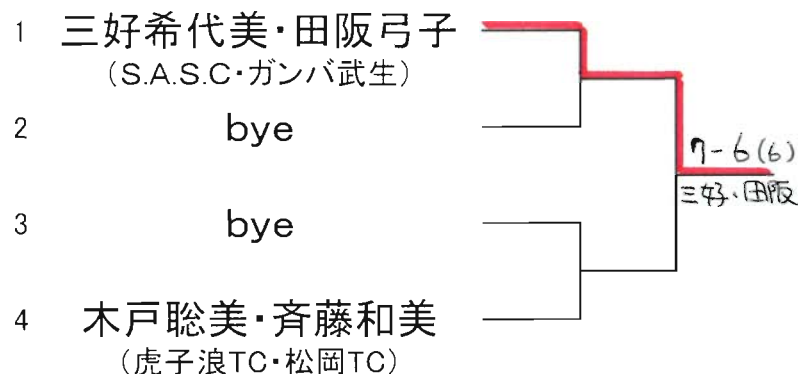 1 三好希代美・田阪弓子
(S.A.S.C・ガンバ武生)
2 bye
7-6(6)
三好・田阪
3 bye
4 木戸聡美・斉藤和美
(虎子浪TC・松岡TC)